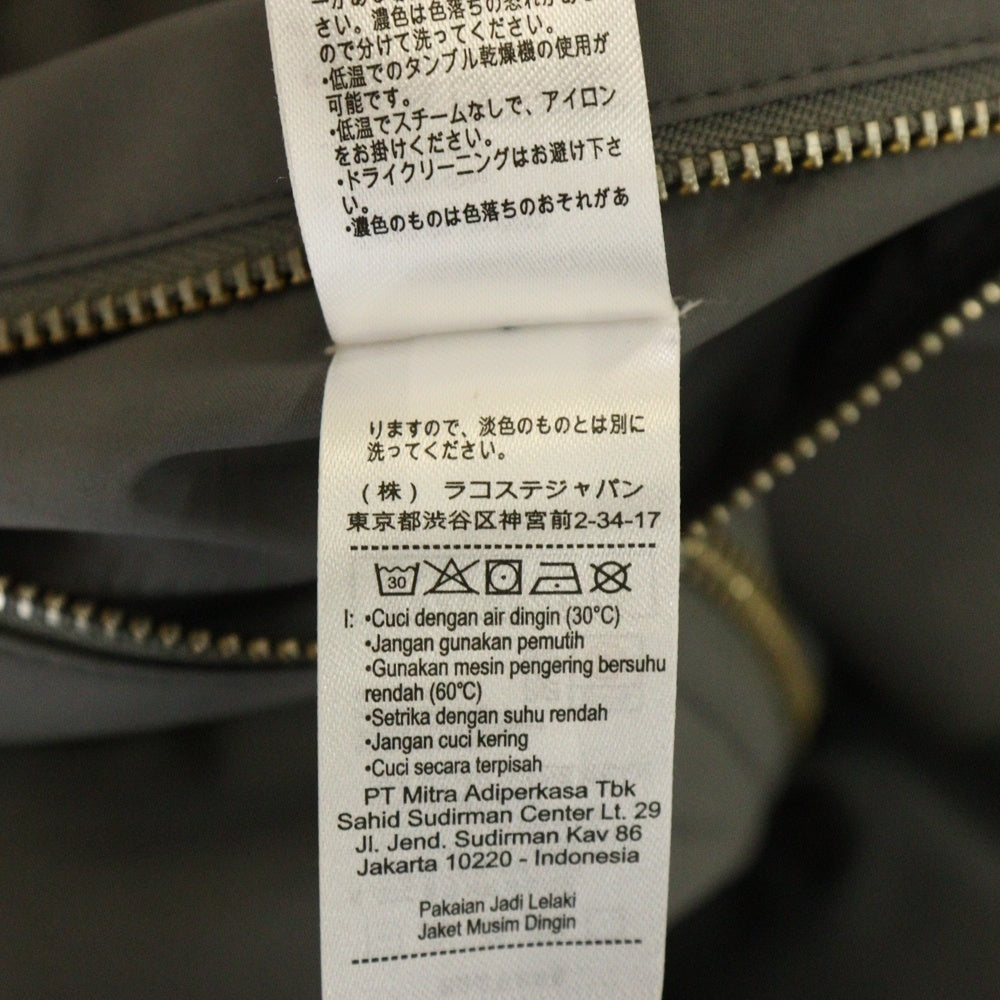 さい。濃色は色落ちの恐れがある
ので分けて洗ってください。
・低温でのタンブル乾燥機の使用が
可能です。
・低温でスチームなしで、アイロン
をお掛けください。
・ドライクリーニングはお避け下さ
い。
・濃色のものは色落ちのおそれがあ
りますので、淡色のものとは別に
洗ってください。
(株) ラコステジャパン
東京都渋谷区神宮前2-34-17
30
I: •Cuci dengan air dingin (30°C)
•Jangan gunakan pemutih
•Gunakan mesin pengering bersuhu
rendah (60℃)
•Setrika dengan suhu rendah
•Jangan cuci kering
•Cuci secara terpisah
PT Mitra Adiperkasa Tbk
Sahid Sudirman Center Lt. 29
Jl. Jend. Sudirman Kav 86
Jakarta 10220 - Indonesia
Pakaian Jadi Lelaki
Jaket Musim Dingin